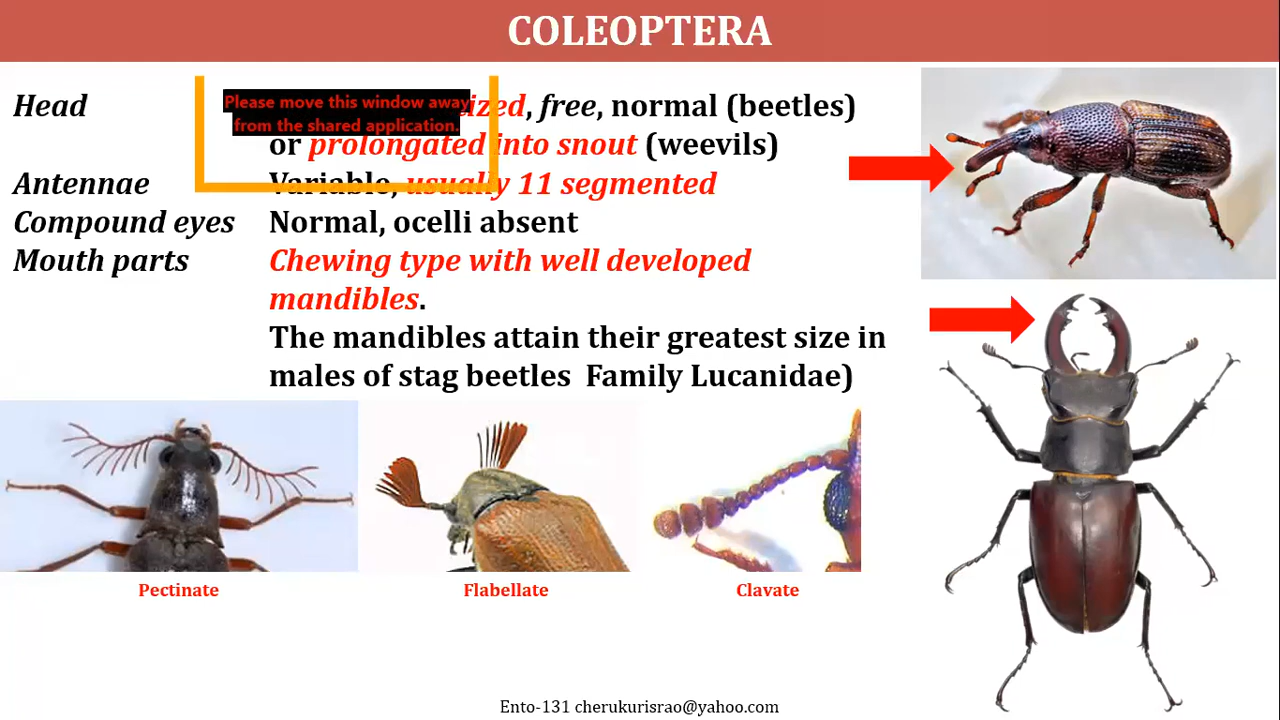 COLEOPTERA
Head
Please move this window away
from the shared application.
ized, free, normal (beetles)
or prolongated into snout (weevils)
Antennae Variable, usually 11 segmented
Compound eyes Normal, ocelli absent
Mouth parts Chewing type with well developed
mandibles.
The mandibles attain their greatest size in
males of stag beetles Family Lucanidae)
Pectinate
Flabellate
Clavate
Ento-131 cherukurisrao@yahoo.com